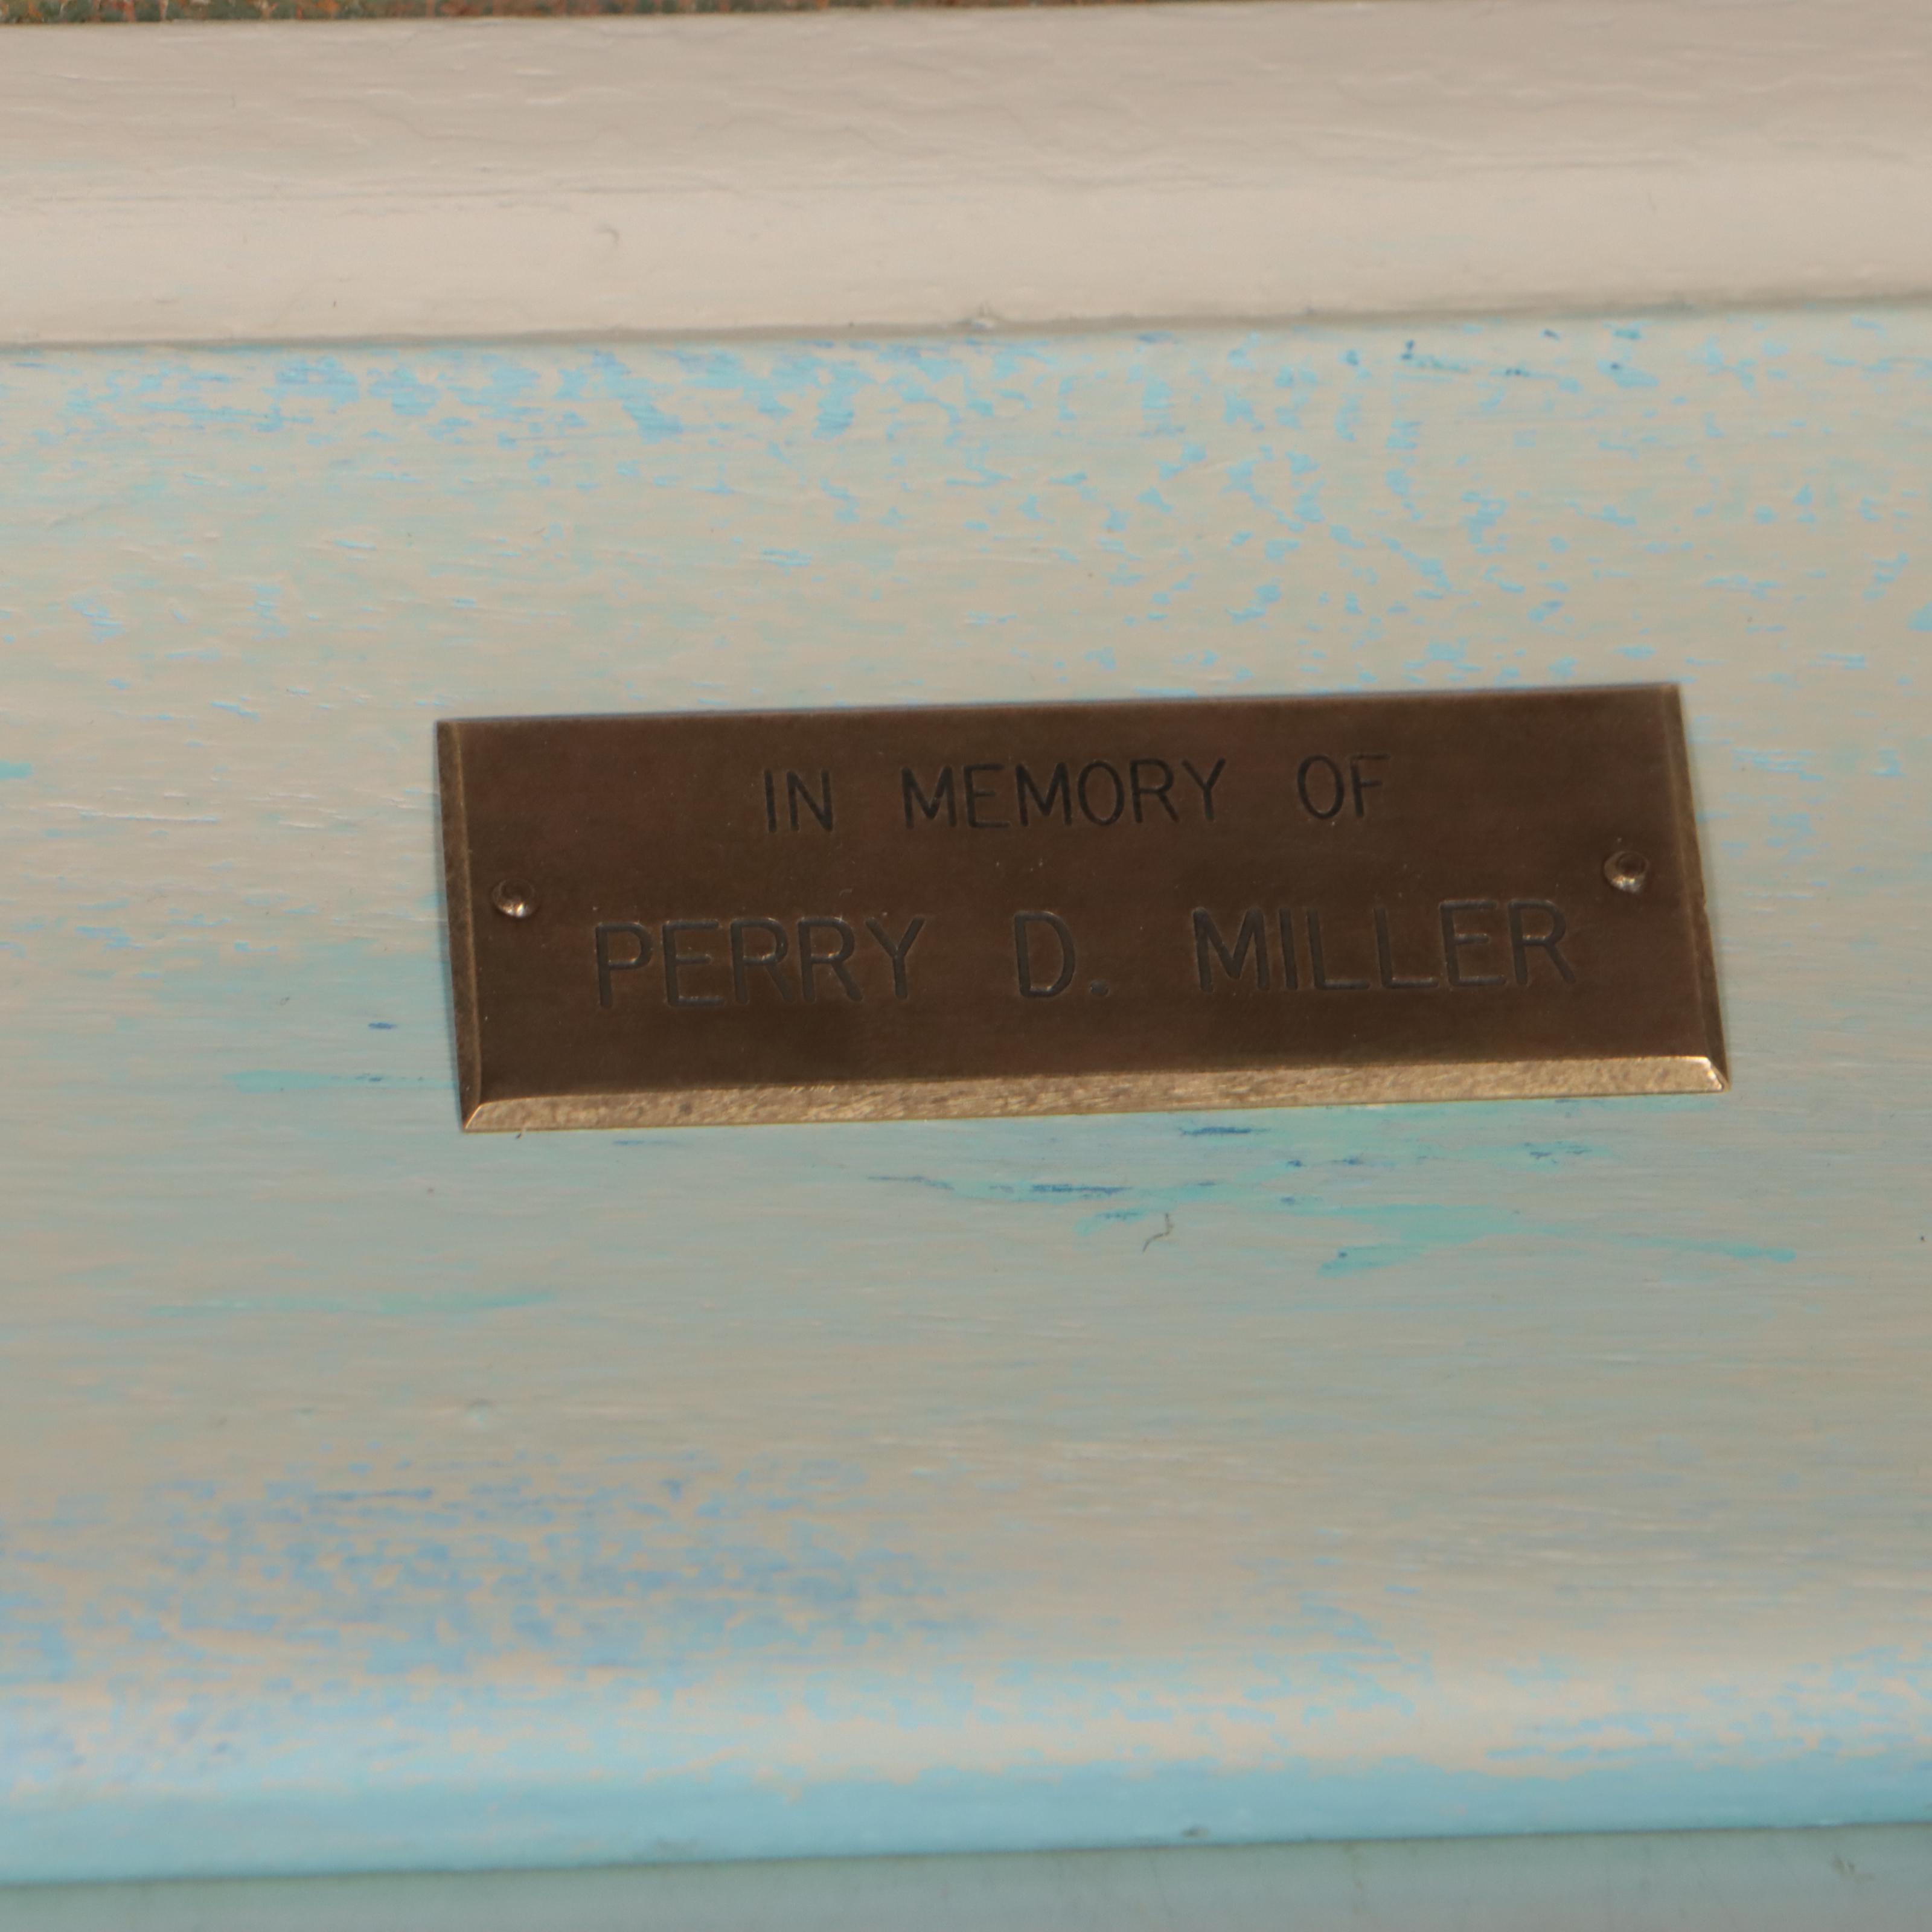 IN MEMORY OF
PERRY D. MILLER